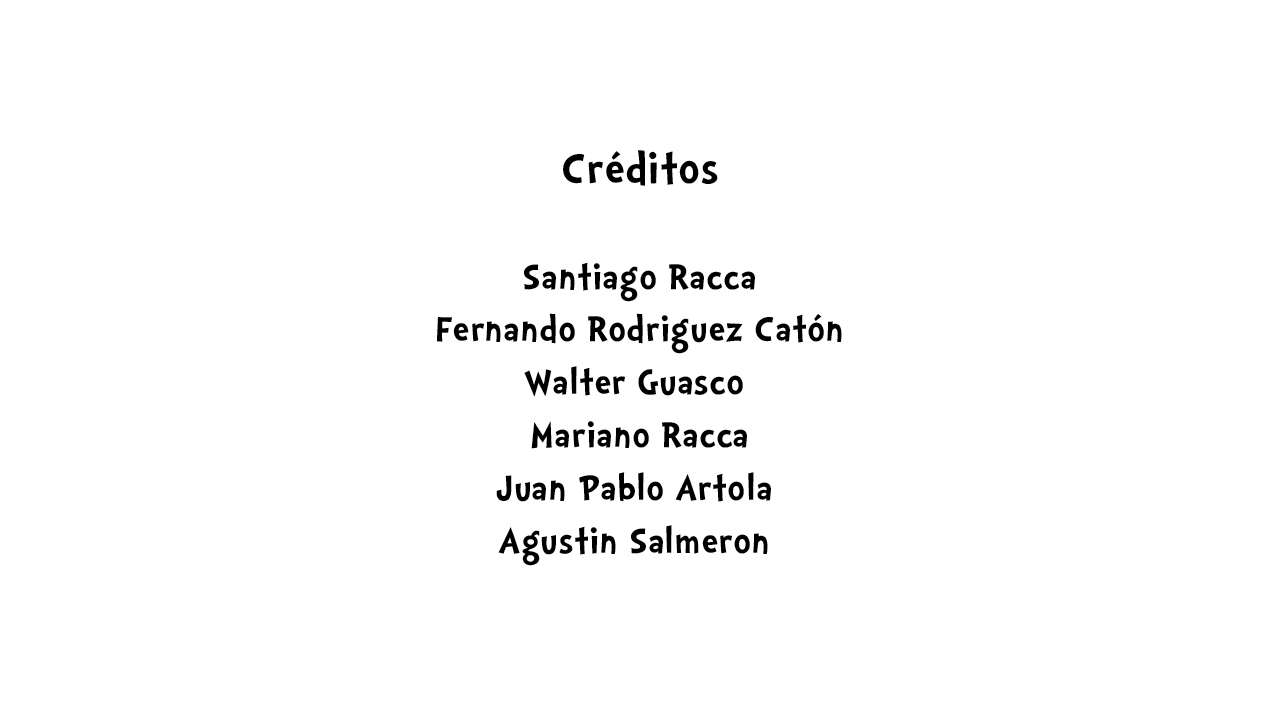 Créditos
Santiago Racca
Fernando Rodriguez Catón
Walter Guasco
Mariano Racca
Juan Pablo Artola
Agustin Salmeron